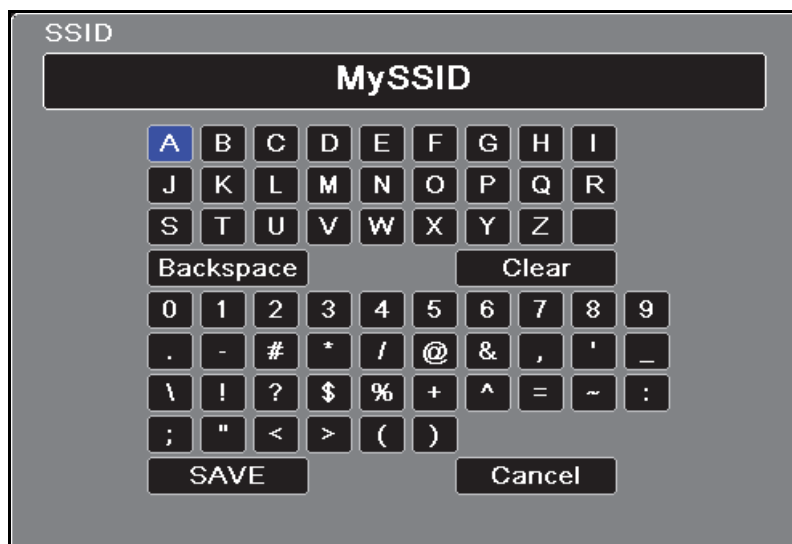 SSID
MySSID
A B C D E F G H I
J K L M N O P Q R
S T U V W X Y Z
Backspace Clear
0 1 2 3 4 5 6 7 8 9
. - # * / @ & , ' _
\ ! ? $ % + ^ = ~ :
; " < > ( )
SAVE Cancel